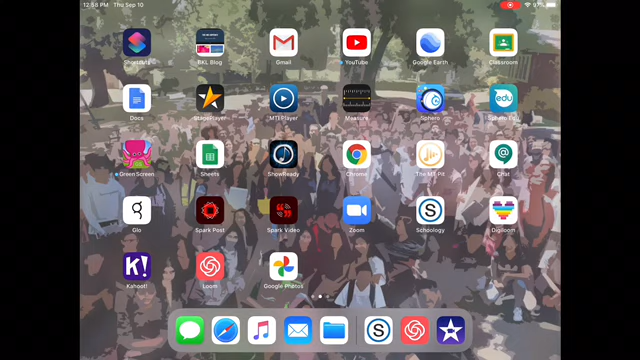 12:58 PM Thu Sep 10 97%
Shortcuts BKL Blog Gmail YouTube Google Earth Classroom
Docs StagePlayer MTI Player Measure Sphero Sphero Edu
Green Screen Sheets ShowReady Chrome The MT Pit Chat
Glo Spark Post Spark Video Zoom Schoology Digiloom
Kahoot! Loom Google Photos